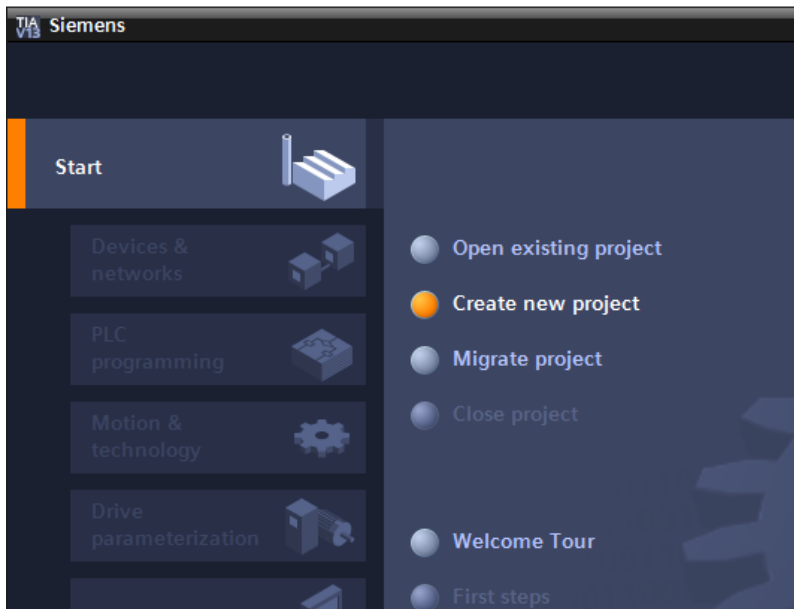 TIA
V13
Siemens
Start
Devices &
networks
PLC
programming
Motion &
technology
Drive
parameterization
Open existing project
Create new project
Migrate project
Close project
Welcome Tour
First steps